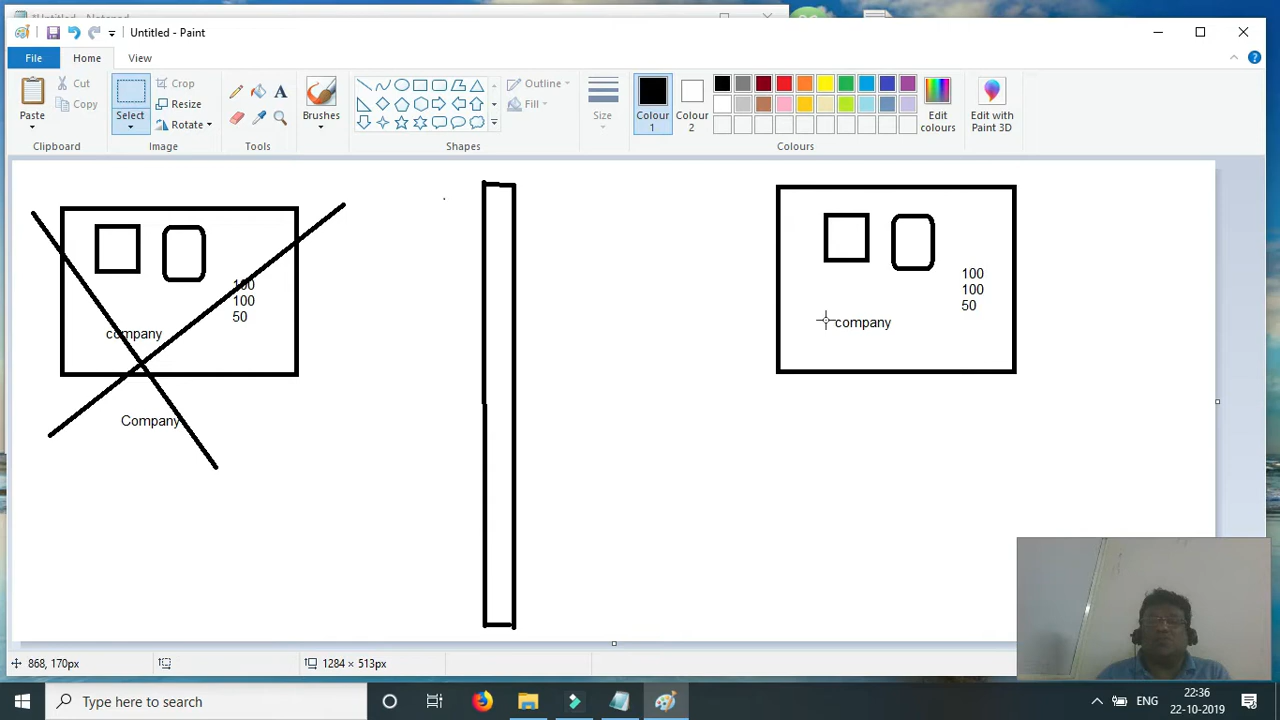 *Untitled - Notepad
Untitled - Paint
File
Home
View
Paste
Cut
Copy
Clipboard
Select
Crop
Resize
Rotate
Image
Tools
Brushes
Shapes
Outline
Fill
Size
Colour
1
Colour
2
Edit
colours
Colours
Edit with
Paint 3D
100
100
50
company
Company
100
100
50
company
868, 170px
1284 × 513px
Type here to search
ENG
22:36
22-10-2019